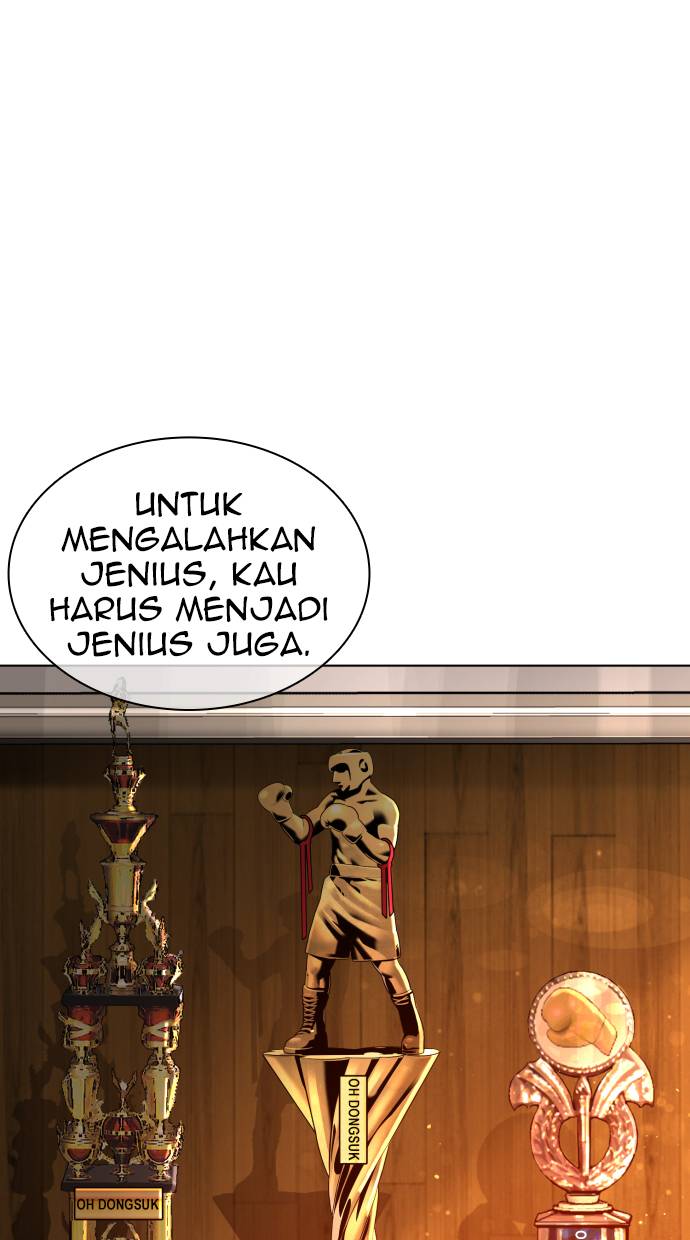 UNTUK
MENGALAHKAN
JENIUS, KAU
HARUS MENJADI
JENIUS JUGA.
OH DONGSUK
OH DONGSUK